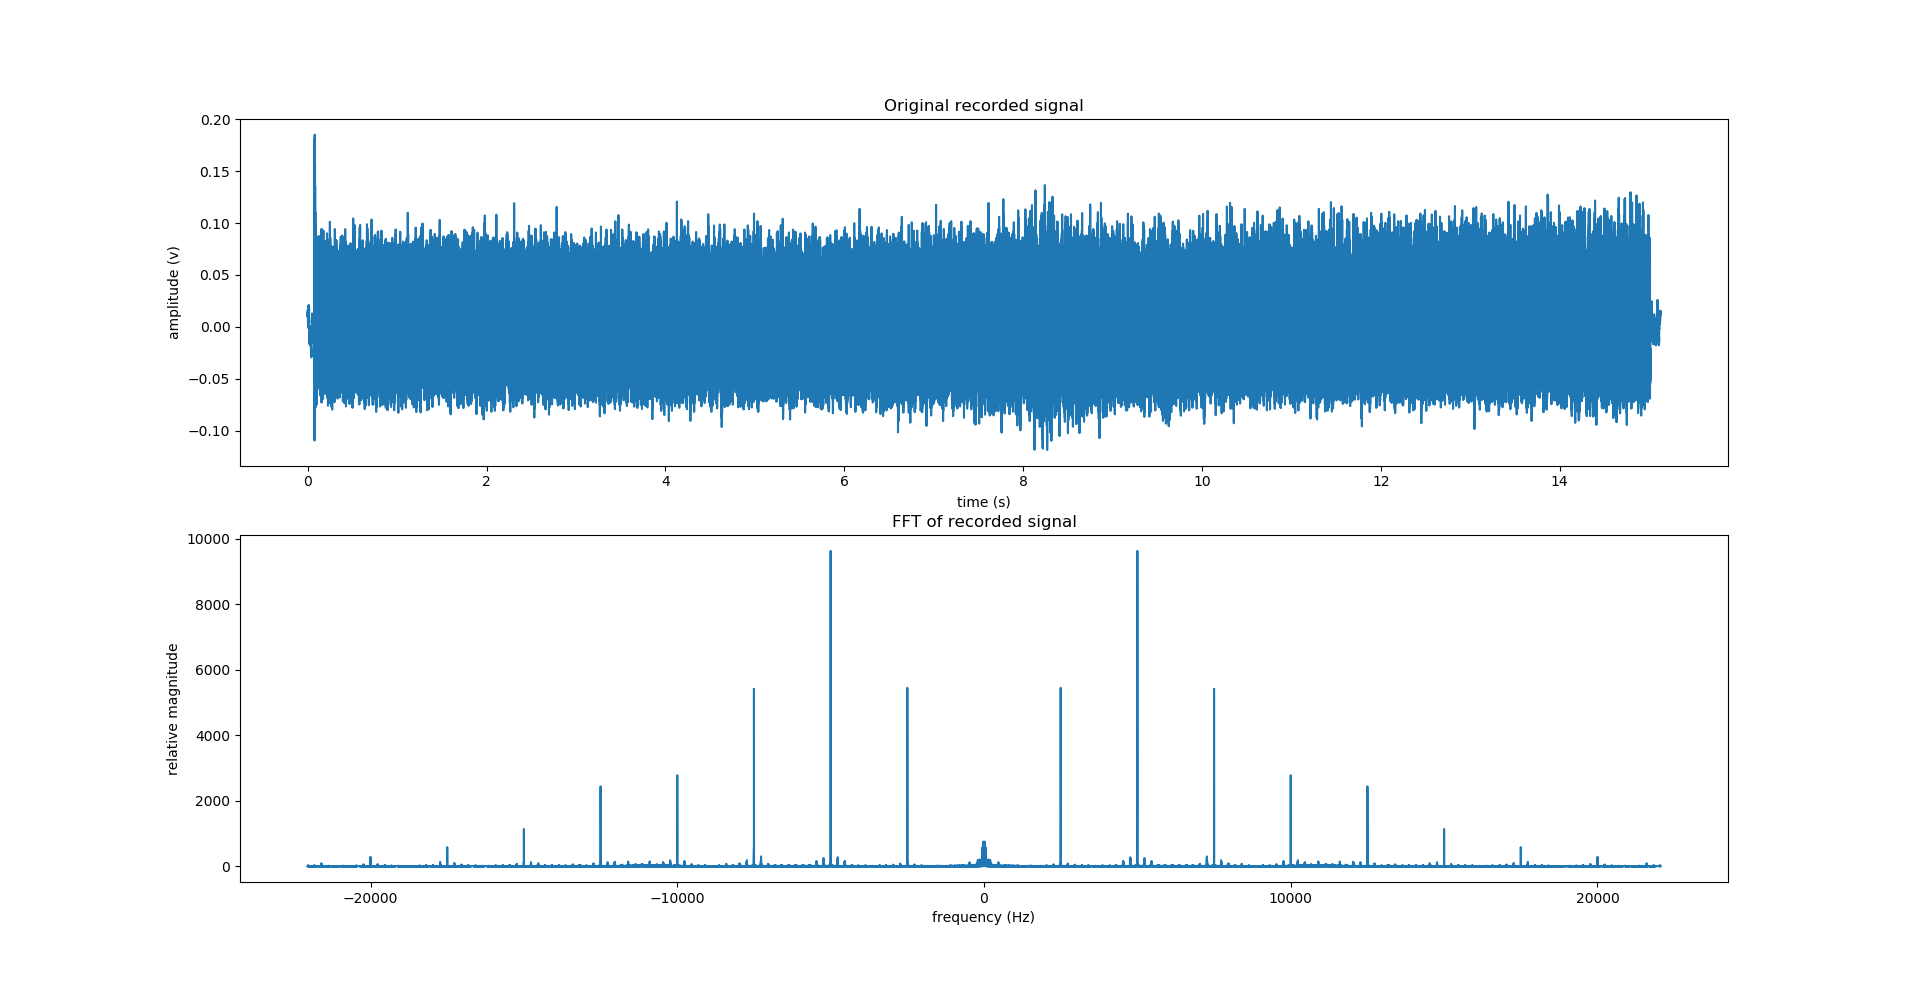 Original recorded signal
0.20
0.15
0.10
0.05
0.00
−0.05
−0.10
amplitude (v)
0 2 4 6 8 10 12 14
time (s)
FFT of recorded signal
10000
8000
6000
4000
2000
0
relative magnitude
−20000 −10000 0 10000 20000
frequency (Hz)